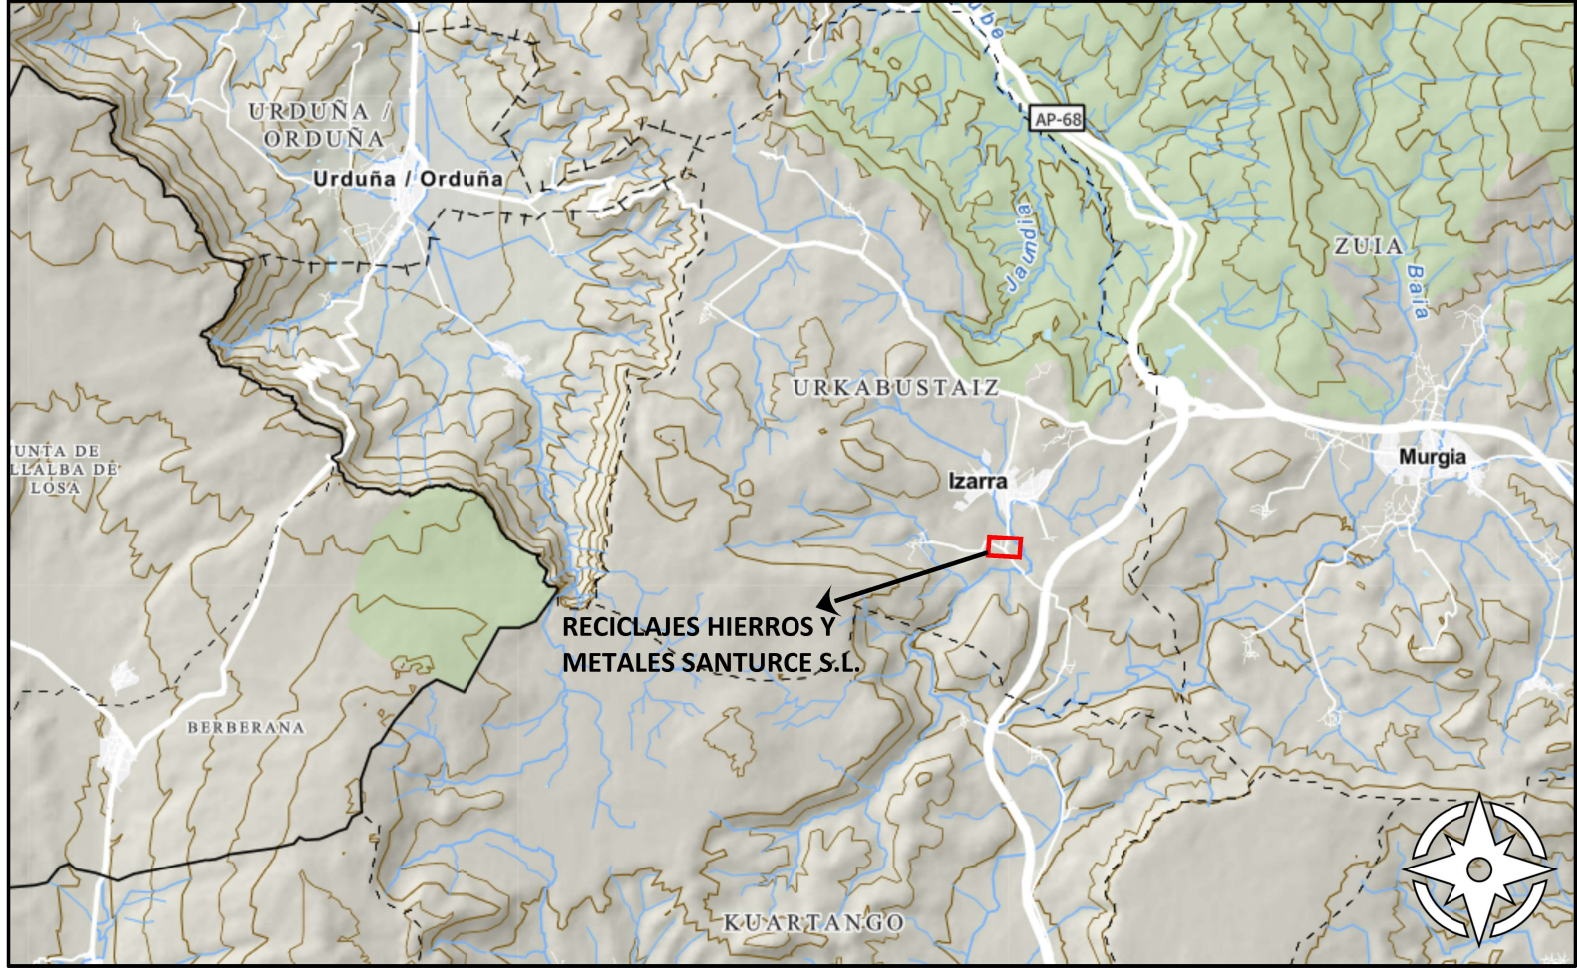 ube
AP-68
URDUÑA /
ORDUÑA
Urduña / Orduña
Jaundia
ZUIA
Baia
URKABUSTAIZ
UNTA DE
LLALBA DE
LOSA
Izarra
Murgia
RECICLAJES HIERROS Y
METALES SANTURCE S.L.
BERBERANA
KUARTANGO